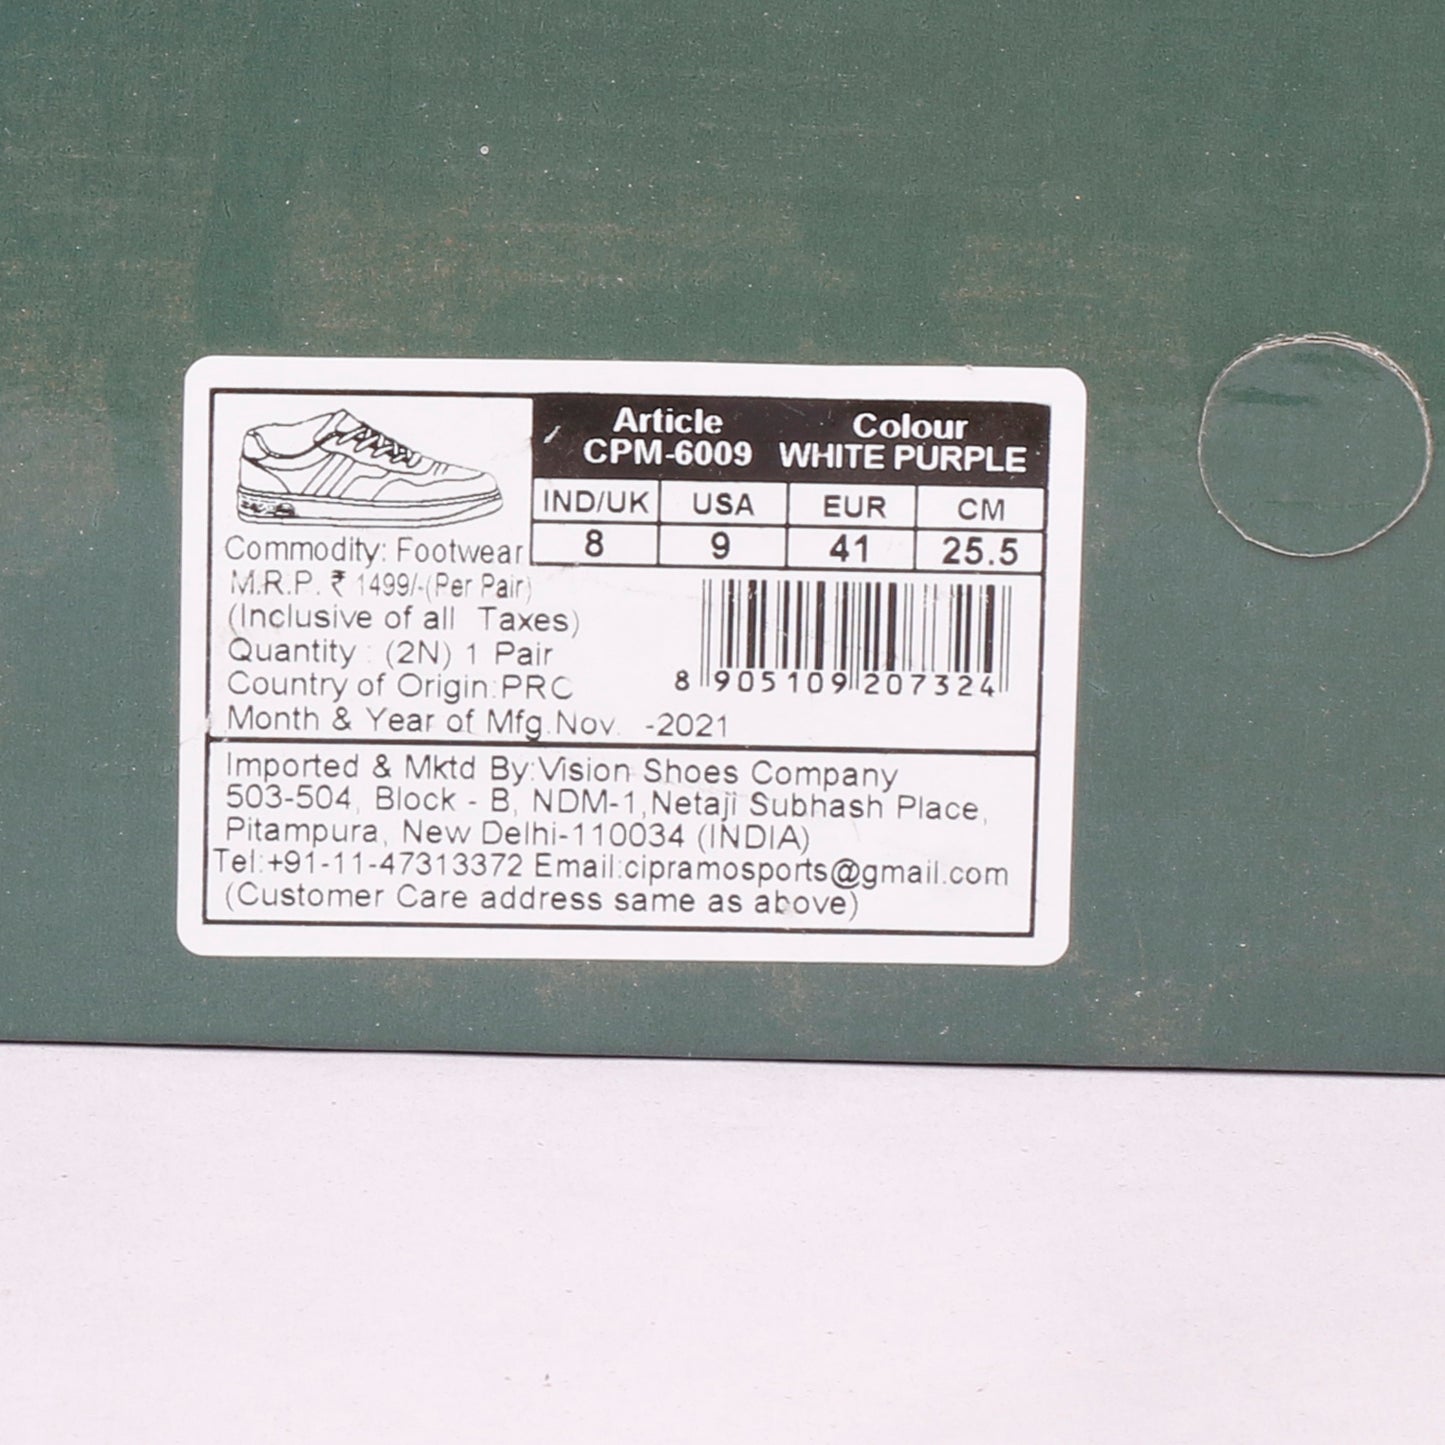 Article Colour
CPM-6009 WHITE PURPLE
IND/UK USA EUR CM
8 9 41 25.5
Commodity: Footwear
M.R.P. ₹ 1499/-(Per Pair)
(Inclusive of all Taxes)
Quantity : (2N) 1 Pair
Country of Origin:PRC
8 905109 207324
Month & Year of Mfg.Nov. -2021
Imported & Mktd By:Vision Shoes Company
503-504, Block - B, NDM-1,Netaji Subhash Place,
Pitampura, New Delhi-110034 (INDIA)
Tel:+91-11-47313372 Email:cipramosports@gmail.com
(Customer Care address same as above)